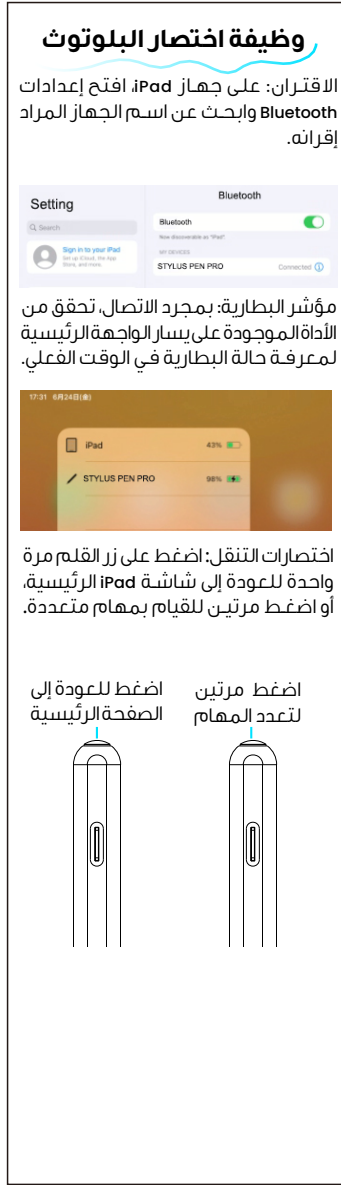 وظيفة اختصار البلوتوث
الاقتران: على جهاز iPad، افتح إعدادات
Bluetooth وابحث عن اسم الجهاز المراد
إقرانه.
Setting
Bluetooth
Search
Bluetooth
Now discoverable as "iPad".
Sign in to your iPad
Set up iCloud, the App
Store, and more.
MY DEVICES
STYLUS PEN PRO Connected
مؤشر البطارية: بمجرد الاتصال، تحقق من
الأداة الموجودة على يسار الواجهة الرئيسية
لمعرفة حالة البطارية في الوقت الفعلي.
17:31 6月24日(金)
iPad 43%
STYLUS PEN PRO 98%
اختصارات التنقل: اضغط على زر القلم مرة
واحدة للعودة إلى شاشة iPad الرئيسية،
أو اضغط مرتين للقيام بمهام متعددة.
اضغط مرتين
لتعدد المهام
اضغط للعودة إلى
الصفحة الرئيسية